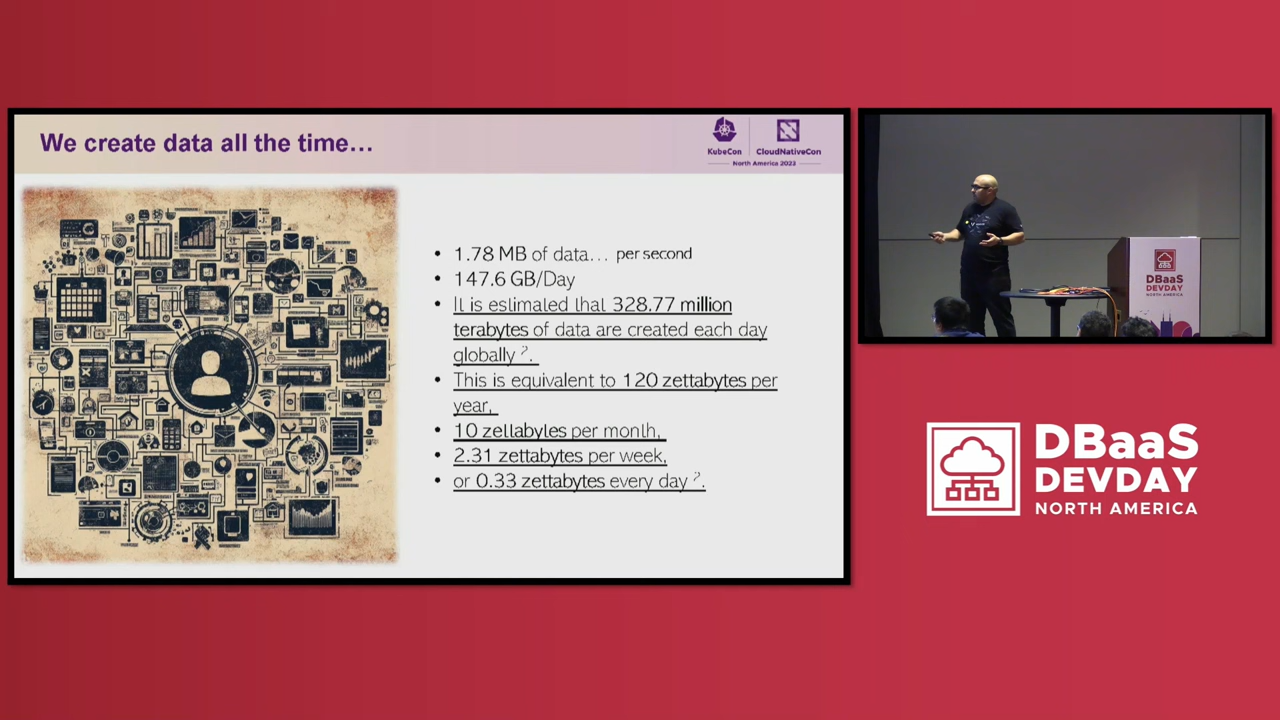 We create data all the time…
KubeCon
CloudNativeCon
North America 2023
• 1.78 MB of data… per second
• 147.6 GB/Day
• It is estimated that 328.77 million
terabytes of data are created each day
globally ?.
• This is equivalent to 120 zettabytes per
year,
• 10 zettabytes per month,
• 2.31 zettabytes per week,
• or 0.33 zettabytes every day ?.
DBaaS
DEVDAY
NORTH AMERICA
DBaaS
DEVDAY
NORTH AMERICA